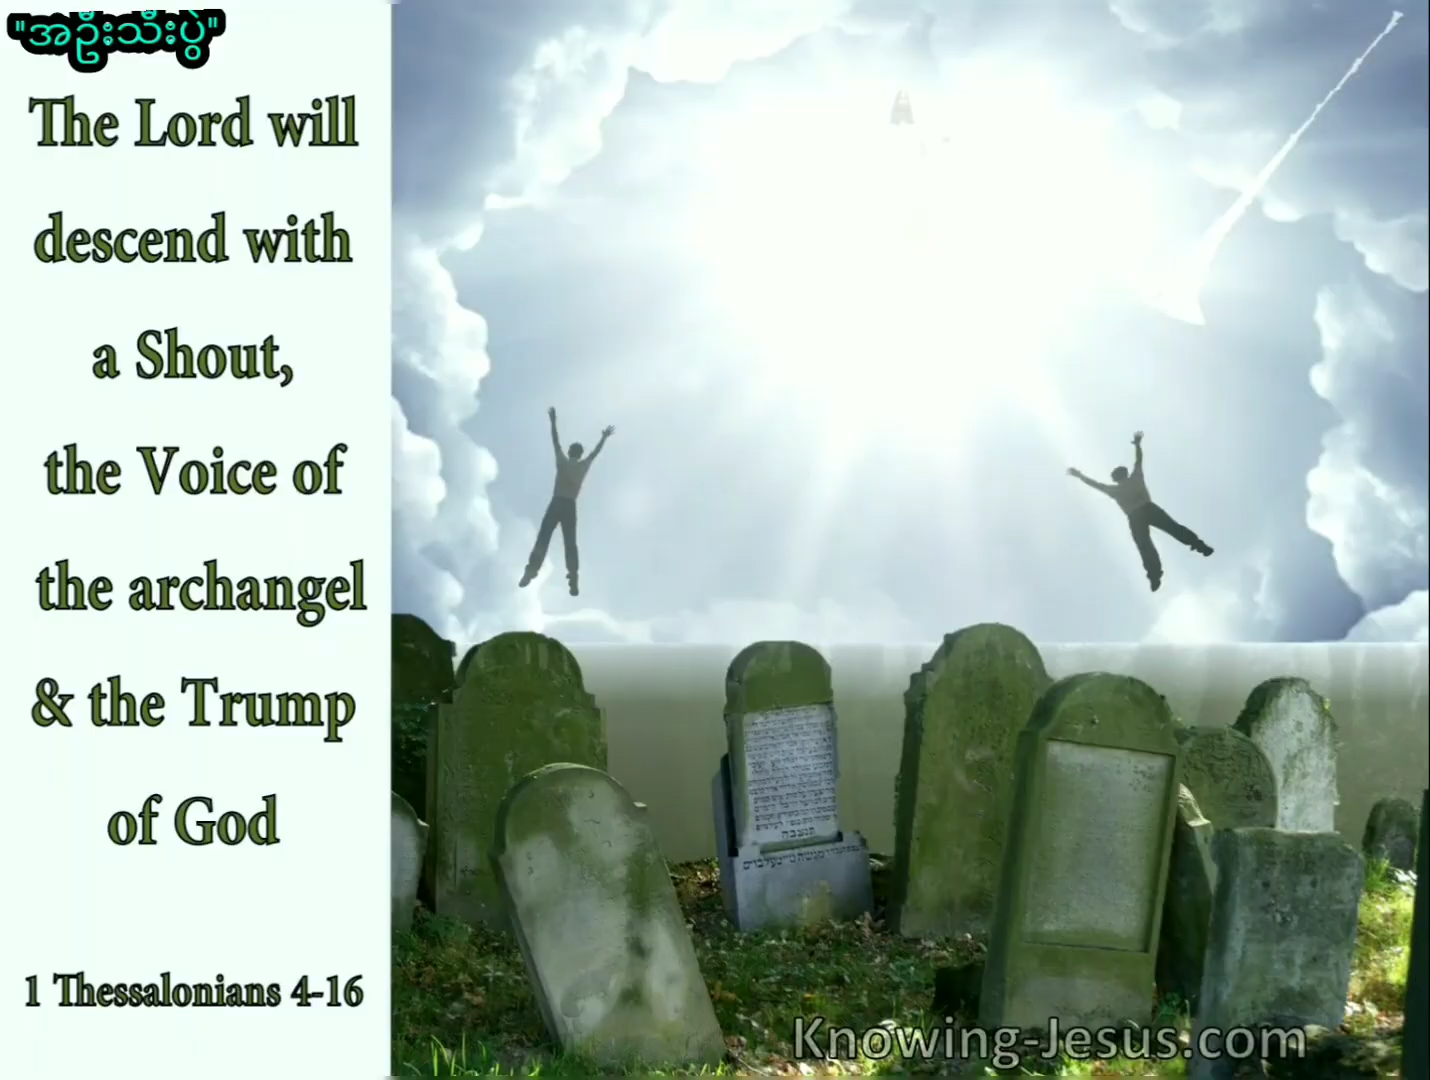 "အဦးသီးပွဲ"
The Lord will
descend with
a Shout,
the Voice of
the archangel
& the Trump
of God
1 Thessalonians 4-16
Knowing-Jesus.com